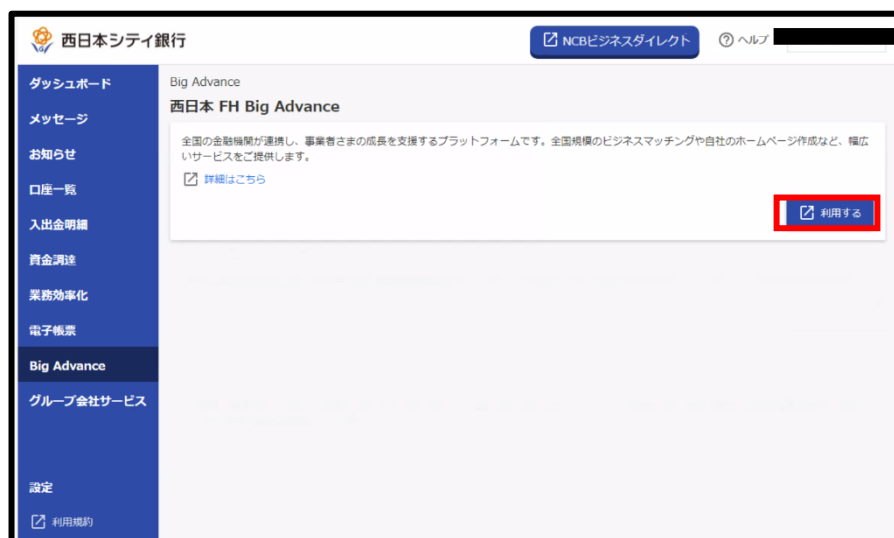 西日本シティ銀行
NCBビジネスダイレクト
ヘルプ
ダッシュボード
メッセージ
お知らせ
口座一覧
入出金明細
資金調達
業務効率化
電子帳票
Big Advance
グループ会社サービス
設定
利用規約
Big Advance
西日本 FH Big Advance
全国の金融機関が連携し、事業者さまの成長を支援するプラットフォームです。全国規模のビジネスマッチングや自社のホームページ作成など、幅広
いサービスをご提供します。
詳細はこちら
利用する